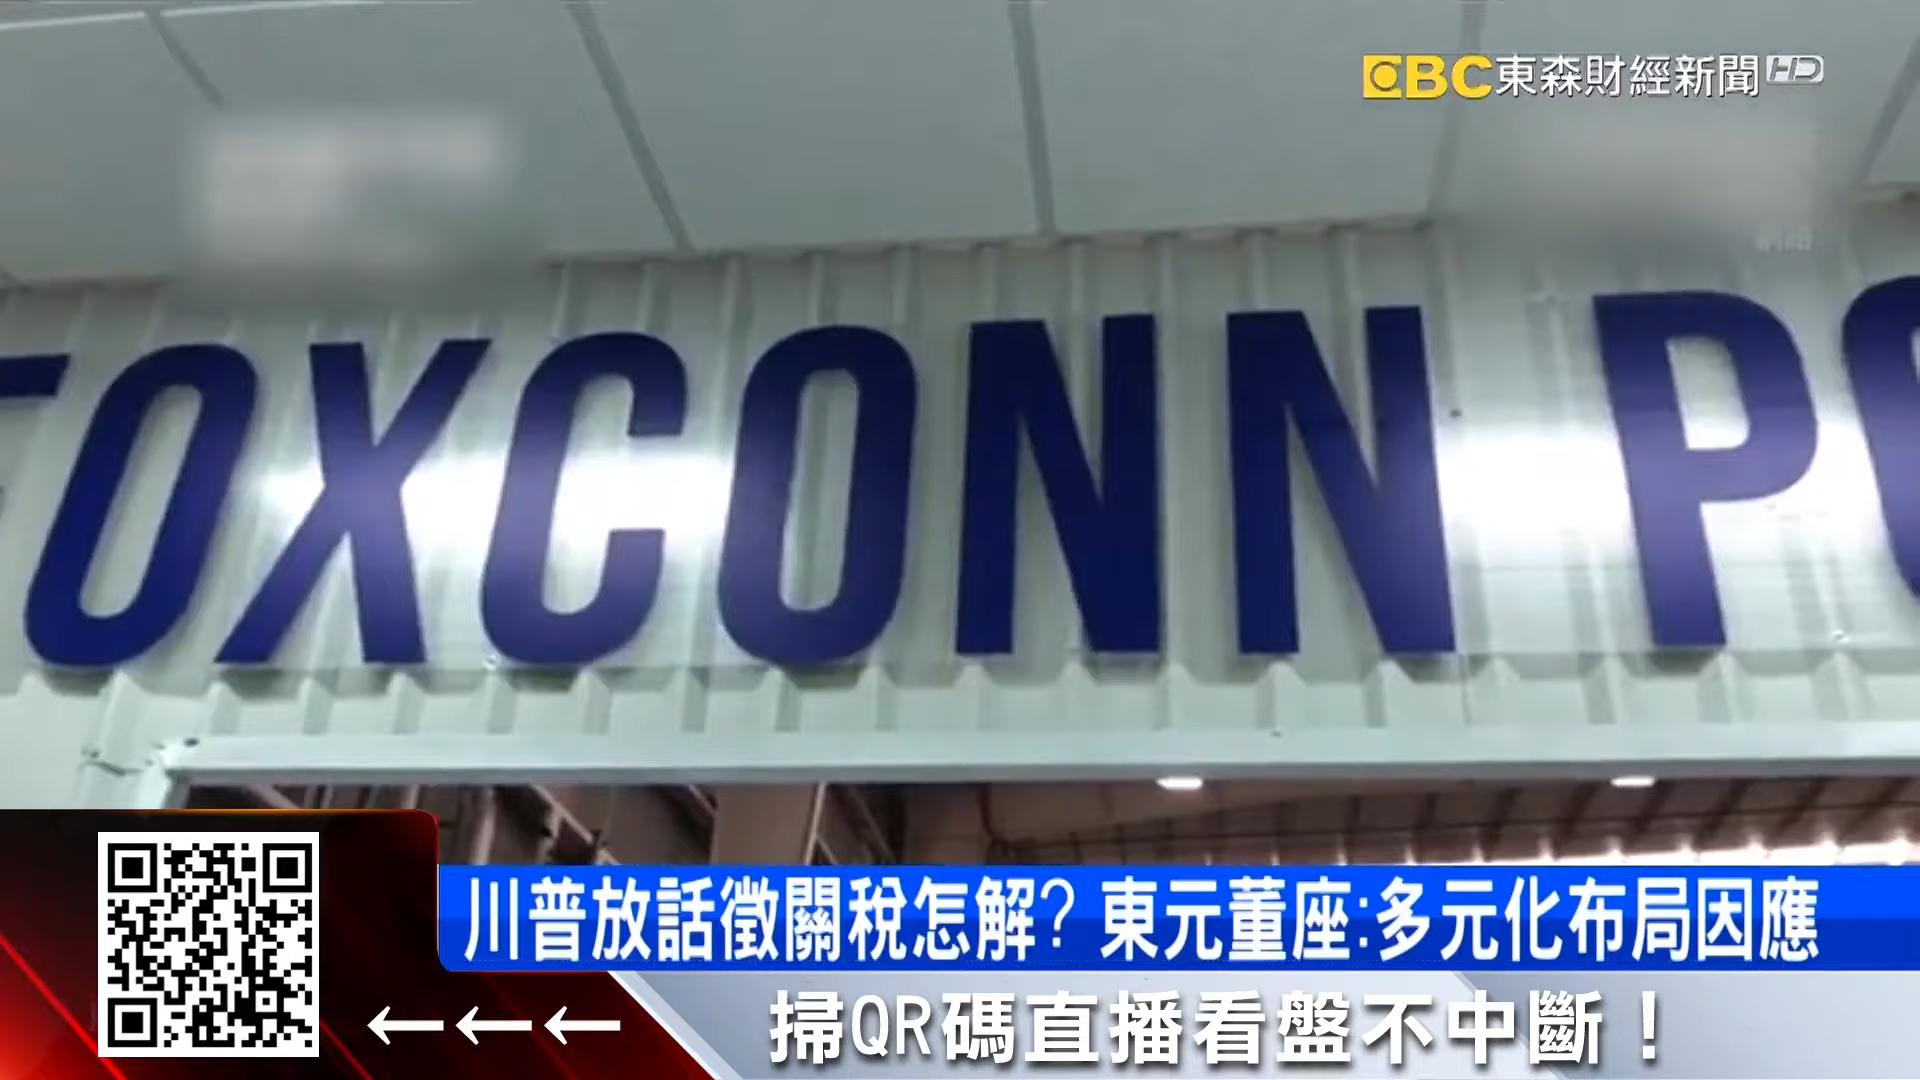 EBC東森財經新聞HD
FOXCONN PO
川普放話徵關稅怎解?東元董座:多元化布局因應
←←← 掃QR碼直播看盤不中斷!